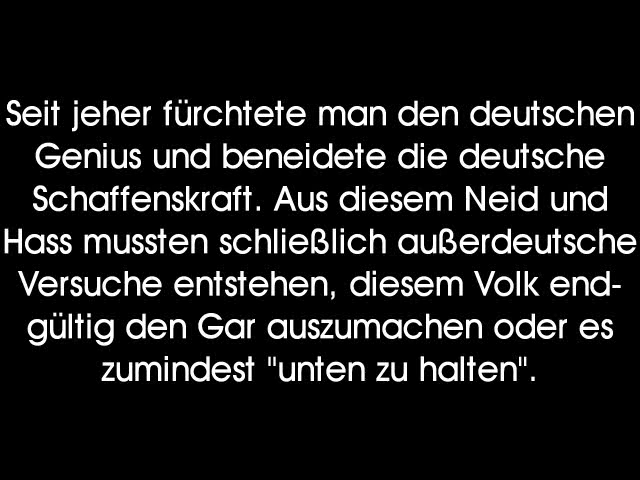 Seit jeher fürchtete man den deutschen
Genius und beneidete die deutsche
Schaffenskraft. Aus diesem Neid und
Hass mussten schließlich außerdeutsche
Versuche entstehen, diesem Volk end-
gültig den Gar auszumachen oder es
zumindest "unten zu halten".